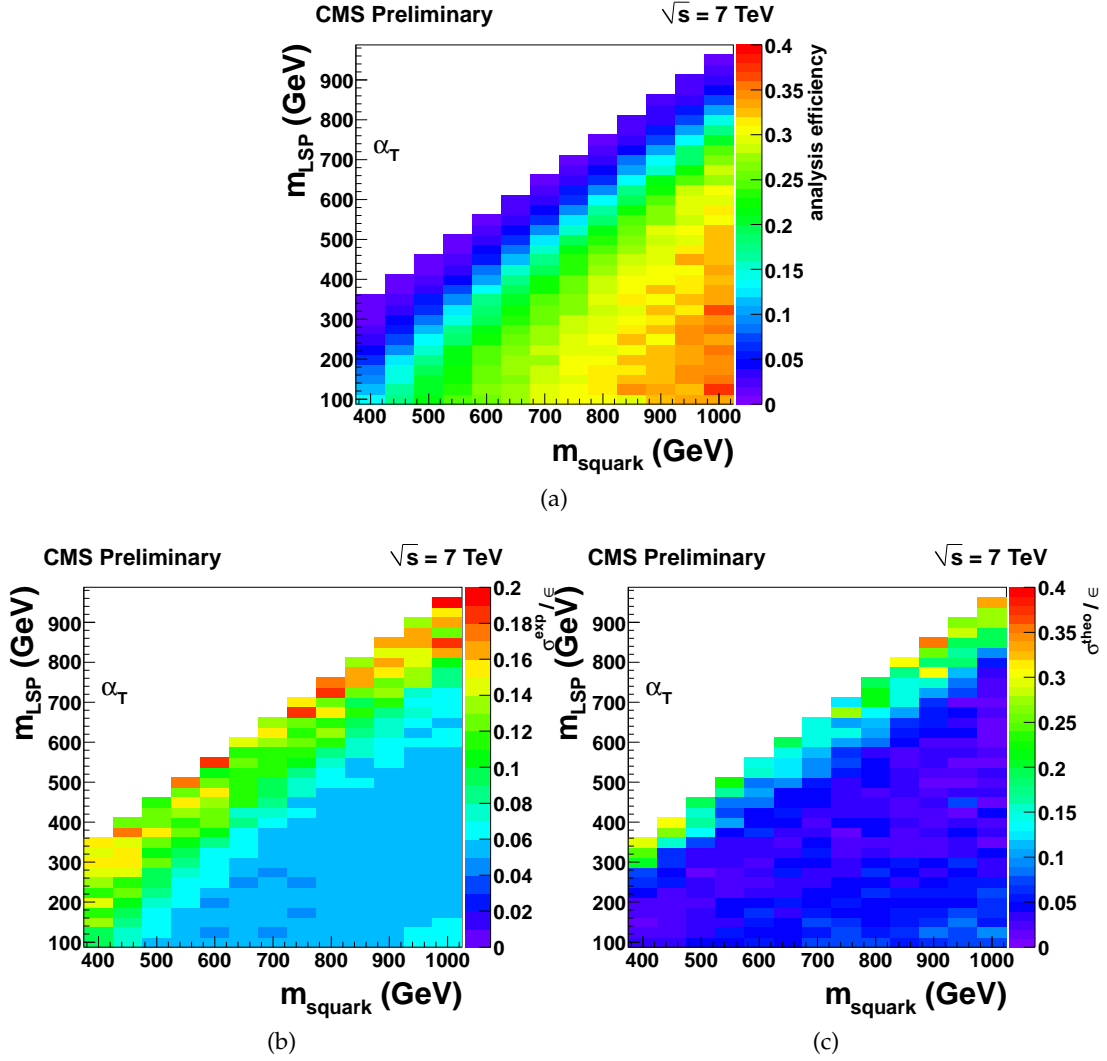 CMS Preliminary √s = 7 TeV
m_LSP (GeV)
900
800
700
600
500
400
300
200
100
α_T
400 500 600 700 800 900 1000
m_squark (GeV)
0.4
0.35
0.3
0.25
0.2
0.15
0.1
0.05
0
analysis efficiency
(a)
CMS Preliminary √s = 7 TeV
m_LSP (GeV)
900
800
700
600
500
400
300
200
100
α_T
400 500 600 700 800 900 1000
m_squark (GeV)
0.2
0.18
0.16
0.14
0.12
0.1
0.08
0.06
0.04
0.02
0
σ^exp / ϵ
(b)
CMS Preliminary √s = 7 TeV
m_LSP (GeV)
900
800
700
600
500
400
300
200
100
α_T
400 500 600 700 800 900 1000
m_squark (GeV)
0.4
0.35
0.3
0.25
0.2
0.15
0.1
0.05
0
σ^theo / ϵ
(c)